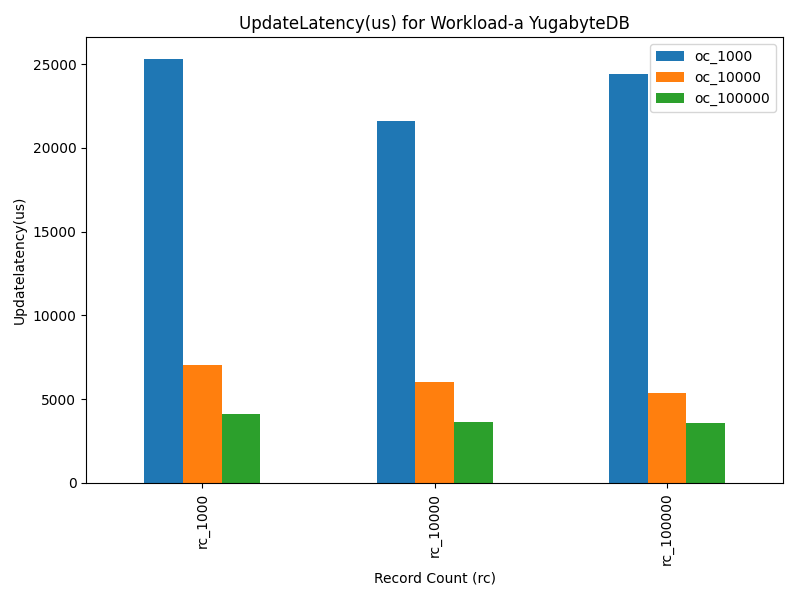 UpdateLatency(us) for Workload-a YugabyteDB
oc_1000
oc_10000
oc_100000
Updatelatency(us)
25000
20000
15000
10000
5000
0
rc_1000
rc_10000
rc_100000
Record Count (rc)